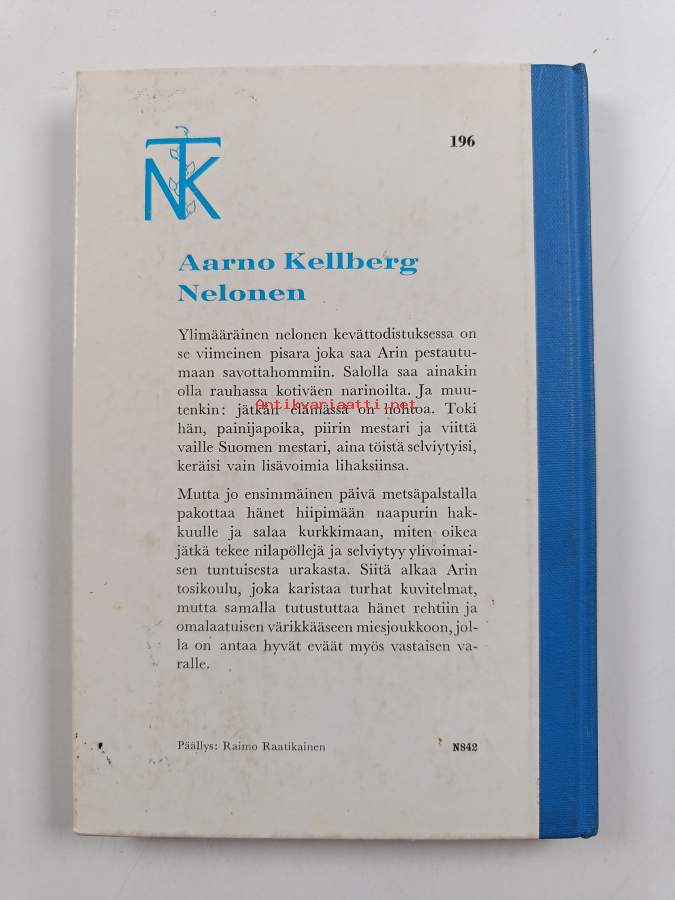 NTK
196
Aarno Kellberg
Nelonen
Ylimääräinen nelonen kevättodistuksessa on
se viimeinen pisara joka saa Arin pestautu-
maan savottahommiin. Salolla saa ainakin
olla rauhassa kotiväen narinoilta. Ja muu-
tenkin: jätkän elämässä on hohtoa. Toki
Antikvariaatti.net
hän, painijapoika, piirin mestari ja viittä
vaille Suomen mestari, aina töistä selviytyisi,
keräisi vain lisävoimia lihaksiinsa.
Mutta jo ensimmäinen päivä metsäpalstalla
pakottaa hänet hiipimään naapurin hak-
kuulle ja salaa kurkkimaan, miten oikea
jätkä tekee nilapöllejä ja selviytyy ylivoimai-
sen tuntuisesta urakasta. Siitä alkaa Arin
tosikoulu, joka karistaa turhat kuvitelmat,
mutta samalla tutustuttaa hänet rehtiin ja
omalaatuisen värikkääseen miesjoukkoon, jol-
la on antaa hyvät eväät myös vastaisen va-
ralle.
Päällys: Raimo Raatikainen
N842